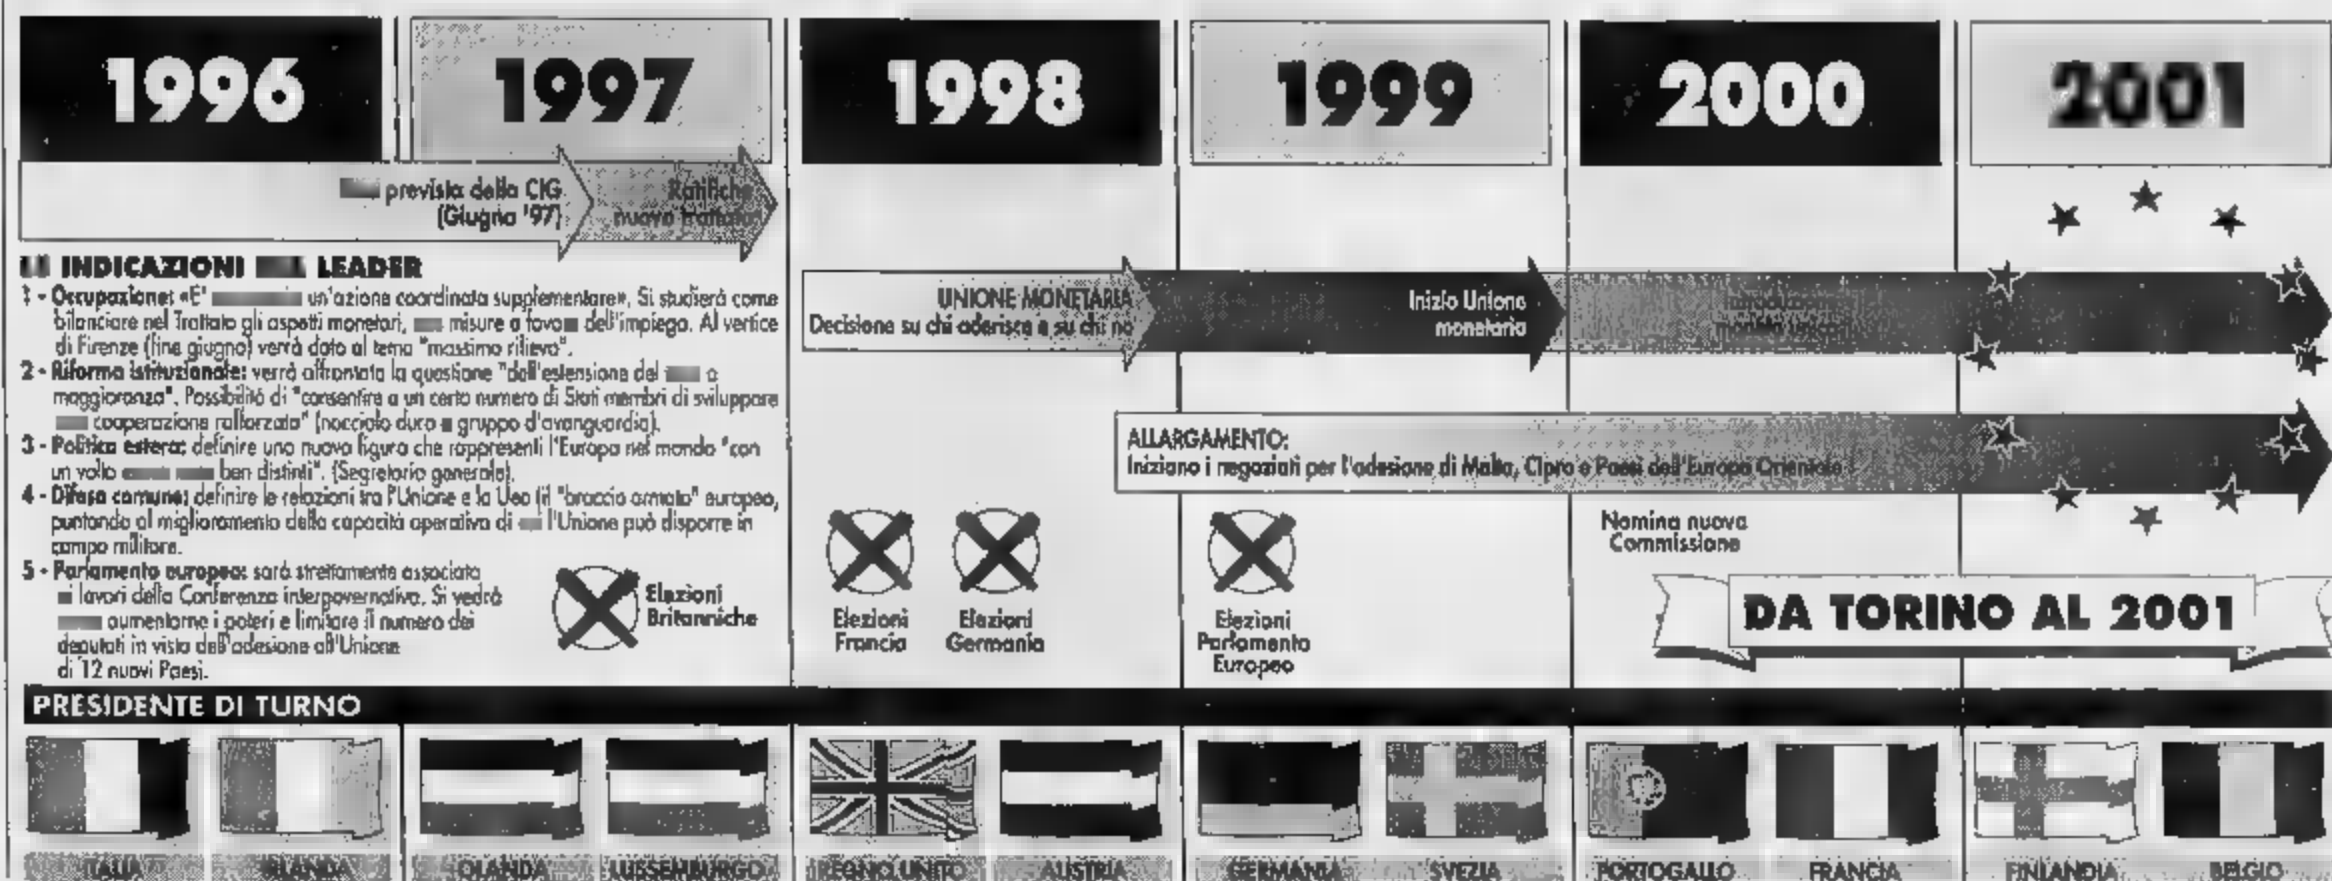 1996
1997
1998
1999
2000
2001
prevista della CIG
(Giugno '97)
Ratifiche
nuovo trattato
INDICAZIONI LEADER
1 - Occupazione: «E' un'azione coordinata supplementare». Si studierà come
bilanciare nel Trattato gli aspetti monetari, misure a dell'impiego. Al vertice
di Firenze (fine giugno) verrà dato al tema "massimo rilievo".
2 - Riforma istituzionale: verrà affrontata la questione "dell'estensione del a
maggioranza". Possibilità di "consentire a un certo numero di Stati membri di sviluppare
cooperazione rafforzata" (nocciolo duro gruppo d'avanguardia).
3 - Politica estera: definire una nuova figura che rappresenti l'Europa nel mondo "con
un volto ben distinti". (Segretario generale).
4 - Difesa comune: definire le relazioni tra l'Unione e la Ueo (il "braccio armato" europeo,
puntando al miglioramento della capacità operativa di l'Unione può disporre in
campo militare.
5 - Parlamento europeo: sarà strettamente associato
lavori della Conferenza intergovernativa. Si vedrà
aumentarne i poteri e limitare il numero dei
deputati in vista dell'adesione all'Unione
di 12 nuovi Paesi.
Elezioni
Britanniche
UNIONE MONETARIA
Decisione su chi aderisce e su chi no
Inizio Unione
monetaria
ALLARGAMENTO:
Iniziano i negoziati per l'adesione di Malta, Cipro e Paesi dell'Europa Orientale
Elezioni
Francia
Elezioni
Germania
Elezioni
Parlamento
Europeo
Nomina nuova
Commissione
DA TORINO AL 2001
PRESIDENTE DI TURNO
ITALIA
IRLANDA
OLANDA
LUSSEMBURGO
REGNO UNITO
AUSTRIA
GERMANIA
SVEZIA
PORTOGALLO
FRANCIA
FINLANDIA
BELGIO